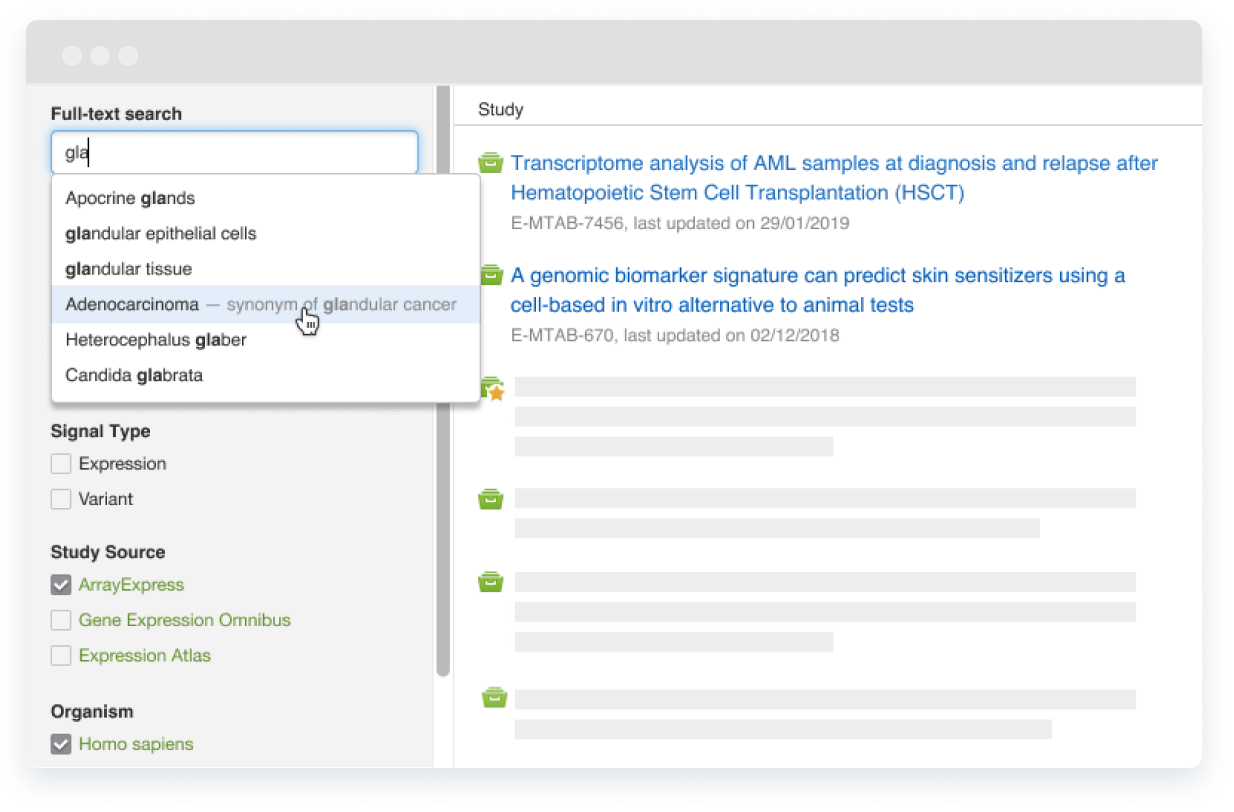 Full-text search
gla
Apocrine glands
glandular epithelial cells
glandular tissue
Adenocarcinoma — synonym of glandular cancer
Heterocephalus glaber
Candida glabrata
Signal Type
Expression
Variant
Study Source
ArrayExpress
Gene Expression Omnibus
Expression Atlas
Organism
Homo sapiens
Study
Transcriptome analysis of AML samples at diagnosis and relapse after
Hematopoietic Stem Cell Transplantation (HSCT)
E-MTAB-7456, last updated on 29/01/2019
A genomic biomarker signature can predict skin sensitizers using a
cell-based in vitro alternative to animal tests
E-MTAB-670, last updated on 02/12/2018